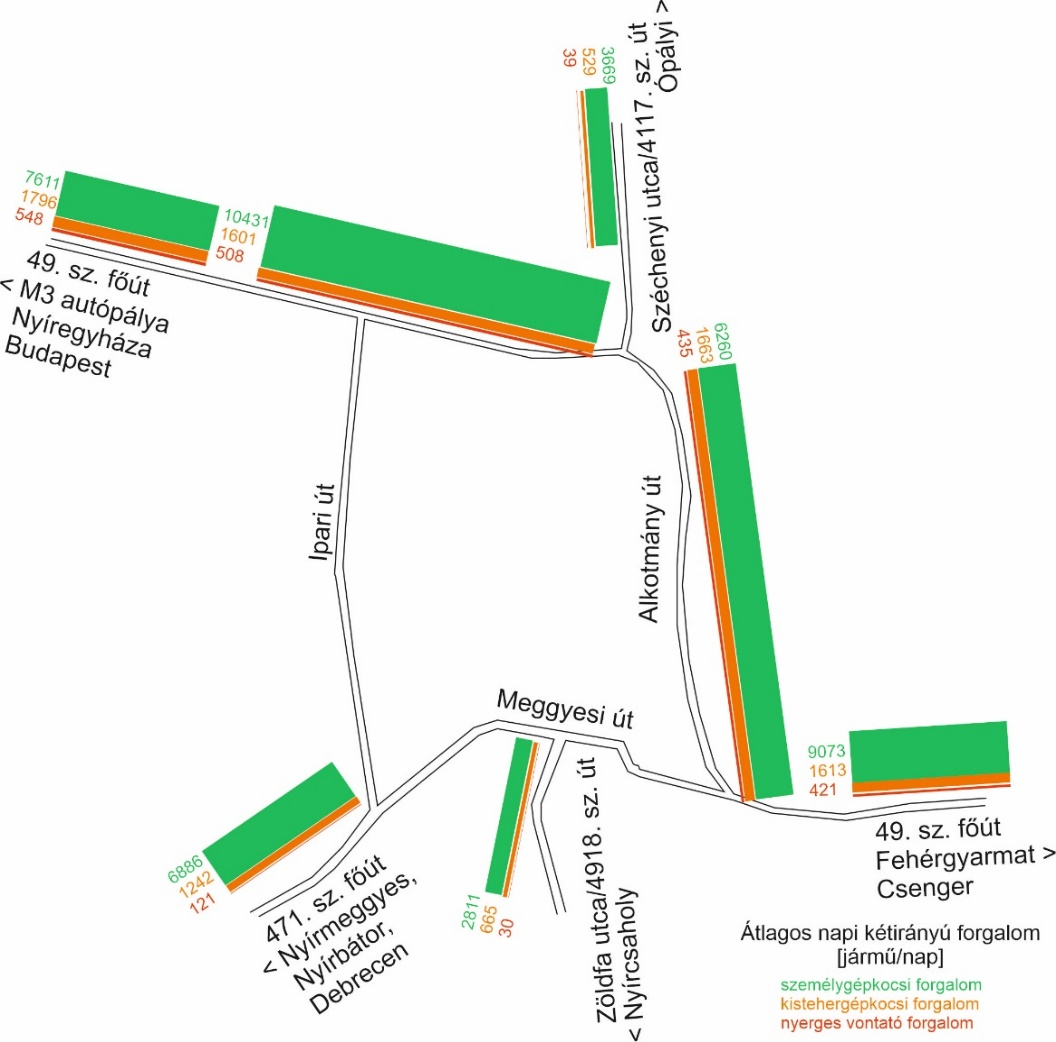 39
529
3669
Széchenyi utca/4117. sz. út
Ópályi >
7611
1796
548
10431
1601
508
49. sz. főút
< M3 autópálya
Nyíregyháza
Budapest
435
1663
6260
Ipari út
Alkotmány út
Meggyesi út
9073
1613
421
49. sz. főút
Fehérgyarmat >
Csenger
6886
1242
121
471. sz. főút
< Nyírmeggyes,
Nyírbátor,
Debrecen
2811
665
30
Zöldfa utca/4918. sz. út
< Nyírcsaholy
Átlagos napi kétirányú forgalom
[jármű/nap]
személygépkocsi forgalom
kistehergépkocsi forgalom
nyerges vontató forgalom